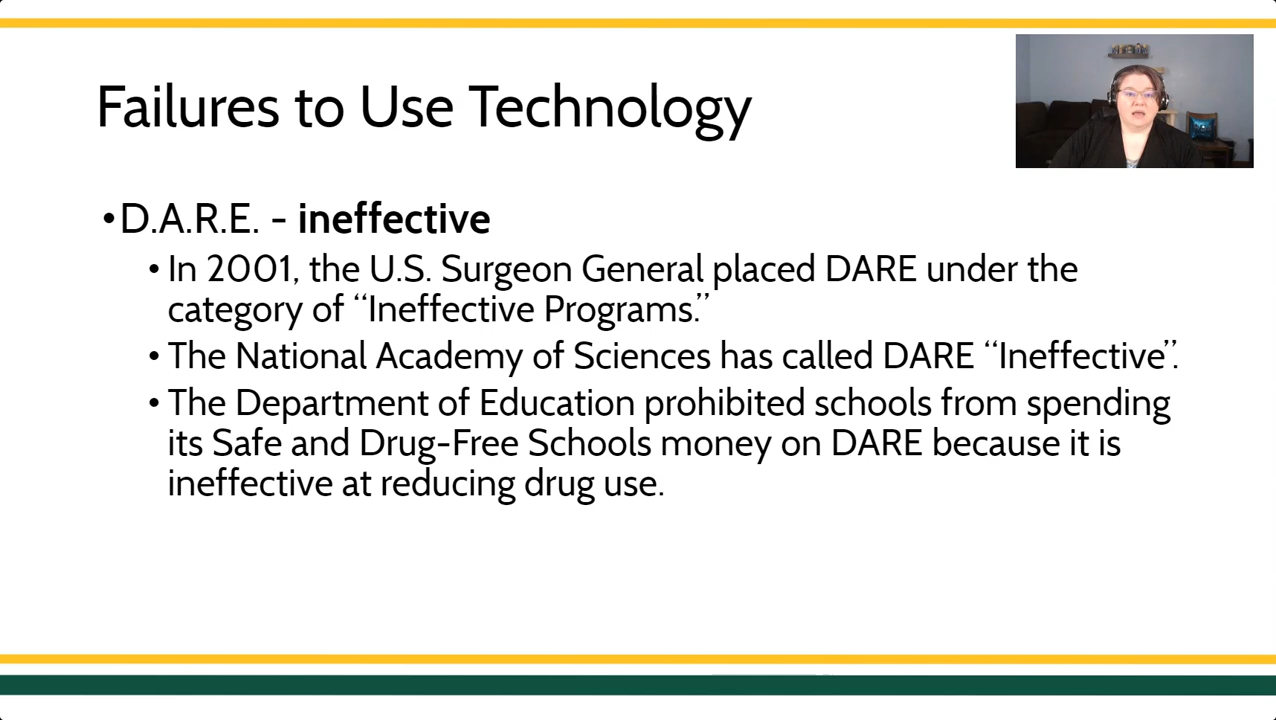 Failures to Use Technology
•D.A.R.E. - ineffective
• In 2001, the U.S. Surgeon General placed DARE under the
category of “Ineffective Programs.”
• The National Academy of Sciences has called DARE “Ineffective”.
• The Department of Education prohibited schools from spending
its Safe and Drug-Free Schools money on DARE because it is
ineffective at reducing drug use.